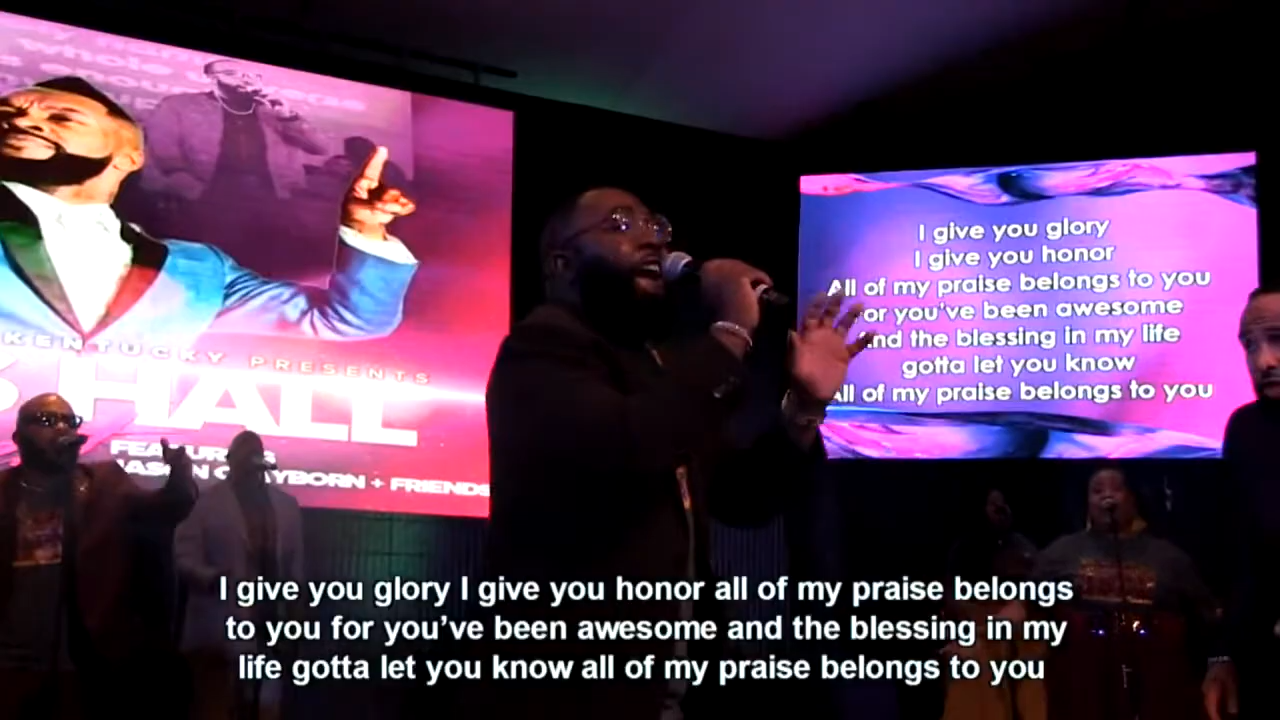 whole
KENTUCKY PRESENTS
HALL
FEATURING
JASON CLAYBORN + FRIENDS
I give you glory
I give you honor
All of my praise belongs to you
or you've been awesome
and the blessing in my life
gotta let you know
All of my praise belongs to you
I give you glory I give you honor all of my praise belongs
to you for you've been awesome and the blessing in my
life gotta let you know all of my praise belongs to you